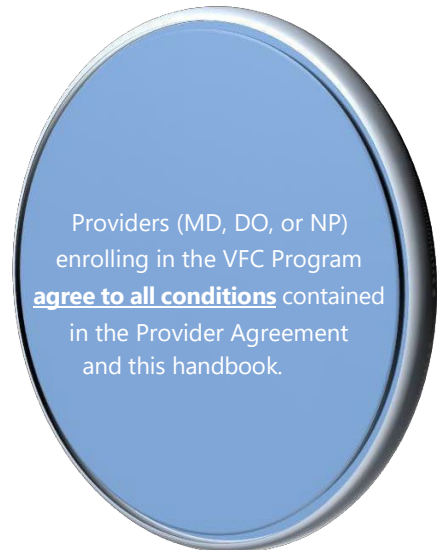 Providers (MD, DO, or NP)
enrolling in the VFC Program
agree to all conditions contained
in the Provider Agreement
and this handbook.